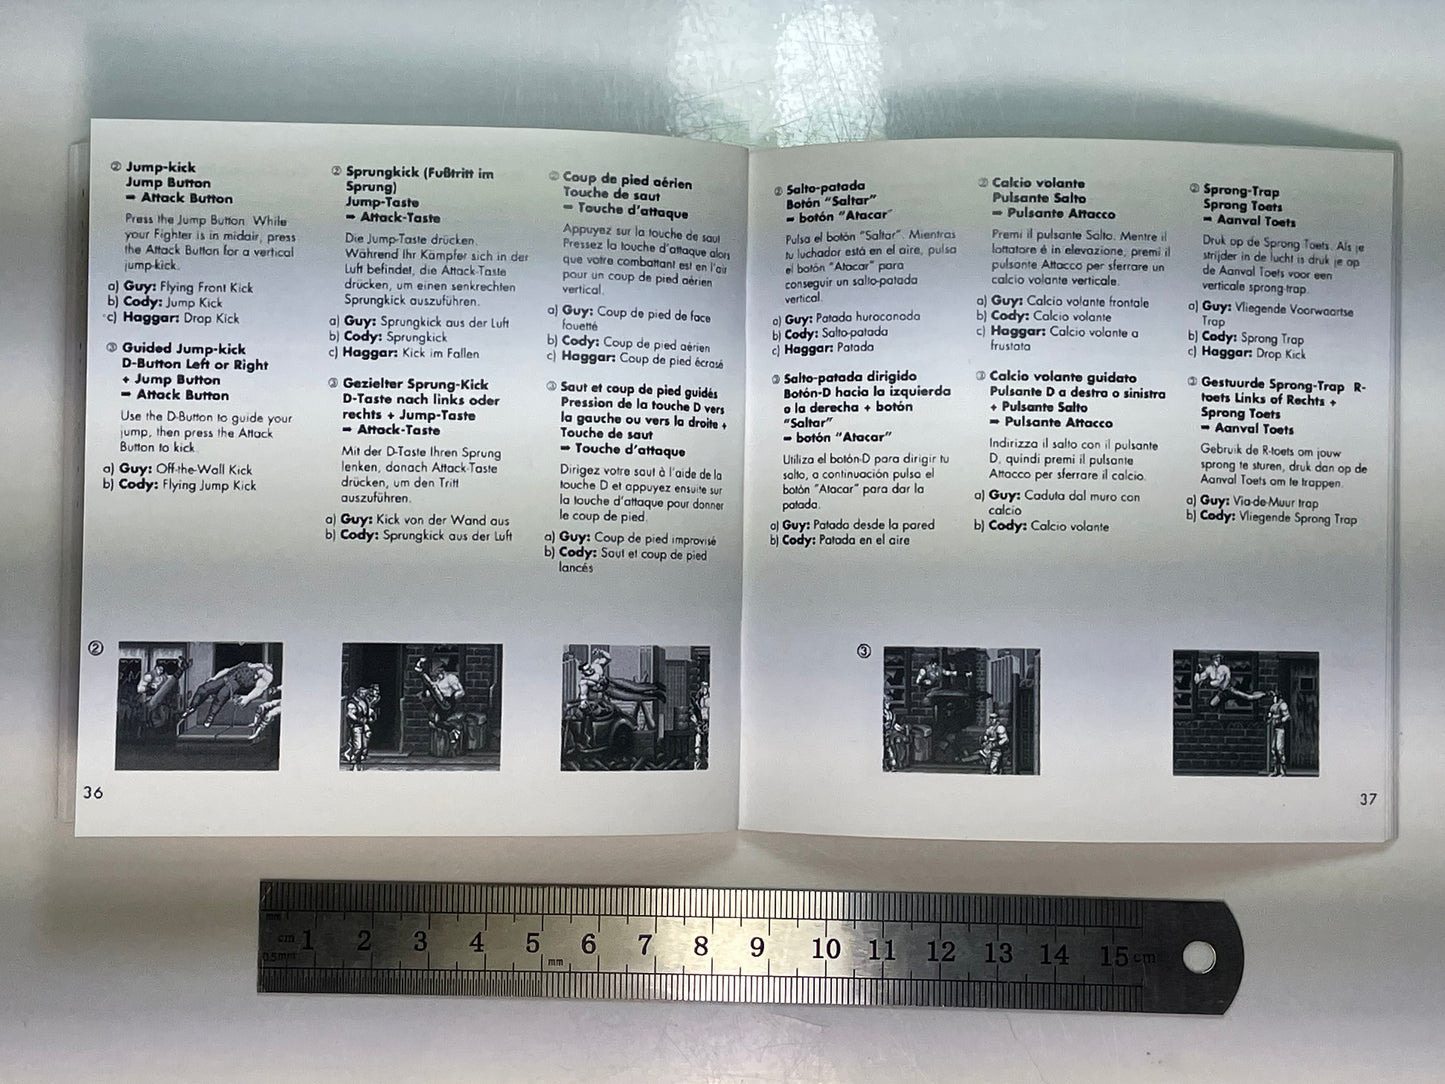 ② Jump-kick
Jump Button
➡ Attack Button
Press the Jump Button. While
your Fighter is in midair, press
the Attack Button for a vertical
jump-kick.
a) Guy: Flying Front Kick
b) Cody: Jump Kick
c) Haggar: Drop Kick
③ Guided Jump-kick
D-Button Left or Right
+ Jump Button
➡ Attack Button
Use the D-Button to guide your
jump, then press the Attack
Button to kick.
a) Guy: Off-the-Wall Kick
b) Cody: Flying Jump Kick
② Sprungkick (Fußtritt im
Sprung)
Jump-Taste
➡ Attack-Taste
Die Jump-Taste drücken.
Während Ihr Kämpfer sich in der
Luft befindet, die Attack-Taste
drücken, um einen senkrechten
Sprungkick auszuführen.
a) Guy: Sprungkick aus der Luft
b) Cody: Sprungkick
c) Haggar: Kick im Fallen
③ Gezielter Sprung-Kick
D-Taste nach links oder
rechts + Jump-Taste
➡ Attack-Taste
Mit der D-Taste Ihren Sprung
lenken, danach Attack-Taste
drücken, um den Tritt
auszuführen.
a) Guy: Kick von der Wand aus
b) Cody: Sprungkick aus der Luft
② Coup de pied aérien
Touche de saut
➡ Touche d'attaque
Appuyez sur la touche de saut.
Pressez la touche d'attaque alors
que votre combattant est en l'air
pour un coup de pied aérien
vertical.
a) Guy: Coup de pied de face
fouetté
b) Cody: Coup de pied aérien
c) Haggar: Coup de pied écrasé
③ Saut et coup de pied guidés
Pression de la touche D vers
la gauche ou vers la droite +
Touche de saut
➡ Touche d'attaque
Dirigez votre saut à l'aide de la
touche D et appuyez ensuite sur
la touche d'attaque pour donner
le coup de pied.
a) Guy: Coup de pied improvisé
b) Cody: Saut et coup de pied
lancés
②
36
② Salto-patada
Botón "Saltar"
➡ botón "Atacar"
Pulsa el botón "Saltar". Mientras
tu luchador está en el aire, pulsa
el botón "Atacar" para
conseguir un salto-patada
vertical.
a) Guy: Patada huroconada
b) Cody: Salto-patada
c) Haggar: Patada
③ Salto-patada dirigido
Botón-D hacia la izquierda
o la derecha + botón
"Saltar"
➡ botón "Atacar"
Utiliza el botón-D para dirigir tu
salto, a continuación pulsa el
botón "Atacar" para dar la
patada.
a) Guy: Patada desde la pared
b) Cody: Patada en el aire
② Calcio volante
Pulsante Salto
➡ Pulsante Attacco
Premi il pulsante Salto. Mentre il
lottatore é in elevazione, premi il
pulsante Attacco per sferrare un
calcio volante verticale.
a) Guy: Calcio volante frontale
b) Cody: Calcio volante
c) Haggar: Calcio volante a
frustata
③ Calcio volante guidato
Pulsante D a destra o sinistra
+ Pulsante Salto
➡ Pulsante Attacco
Indirizza il salto con il pulsante
D, quindi premi il pulsante
Attacco per sferrare il calcio.
a) Guy: Caduta dal muro con
calcio
b) Cody: Calcio volante
② Sprong-Trap
Sprong Toets
➡ Aanval Toets
Druk op de Sprong Toets. Als je
strijder in de lucht is druk je op
de Aanval Toets voor een
verticale sprong-trap.
a) Guy: Vliegende Voorwaartse
Trap
b) Cody: Sprong Trap
c) Haggar: Drop Kick
③ Gestuurde Sprong-Trap R-
toets Links of Rechts +
Sprong Toets
➡ Aanval Toets
Gebruik de R-toets om jouw
sprong te sturen, druk dan op de
Aanval Toets om te trappen.
a) Guy: Via-de-Muur trap
b) Cody: Vliegende Sprong Trap
③
37
mm
cm 1 2 3 4 5 6 7 8 9 10 11 12 13 14 15 cm
0.5mm mm